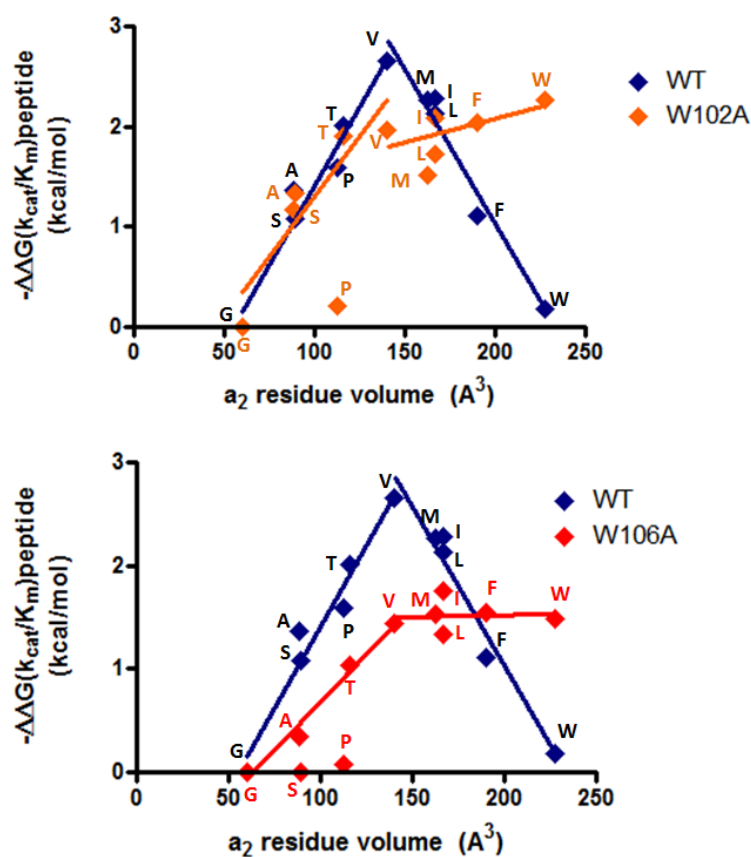 -ΔΔG(kcat/Km)peptide
(kcal/mol)
3
2
1
0
V
M
I
L
T
T
I
F
W
V
L
M
A
A
P
S
S
F
P
G
G
W
WT
W102A
0 50 100 150 200 250
a2 residue volume (A^3)
-ΔΔG(kcat/Km)peptide
(kcal/mol)
3
2
1
0
V
M
I
L
T
A
P
S
V
M
I
F
W
L
F
T
A
P
G
G
S
W
WT
W106A
0 50 100 150 200 250
a2 residue volume (A^3)